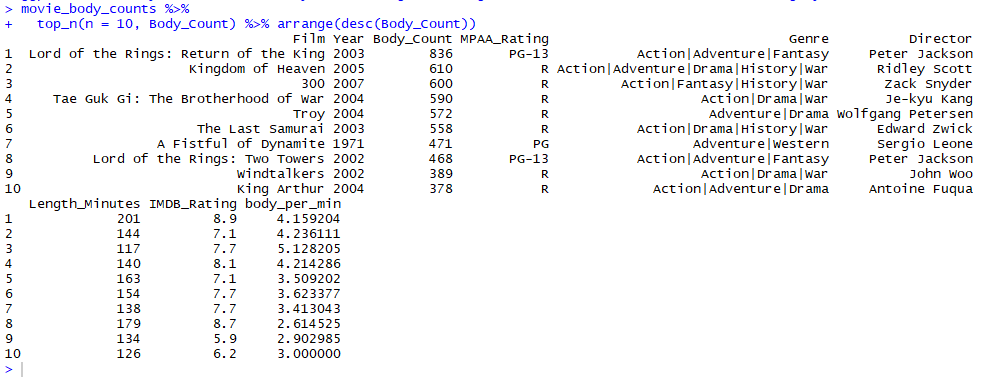 > movie_body_counts %>%
+   top_n(n = 10, Body_Count) %>% arrange(desc(Body_Count))
Film Year Body_Count MPAA_Rating Genre Director
1 Lord of the Rings: Return of the King 2003 836 PG-13 Action|Adventure|Fantasy Peter Jackson
2 Kingdom of Heaven 2005 610 R Action|Adventure|Drama|History|War Ridley Scott
3 300 2007 600 R Action|Fantasy|History|War Zack Snyder
4 Tae Guk Gi: The Brotherhood of War 2004 590 R Action|Drama|War Je-kyu Kang
5 Troy 2004 572 R Adventure|Drama Wolfgang Petersen
6 The Last Samurai 2003 558 R Action|Drama|History|War Edward Zwick
7 A Fistful of Dynamite 1971 471 PG Adventure|Western Sergio Leone
8 Lord of the Rings: Two Towers 2002 468 PG-13 Action|Adventure|Fantasy Peter Jackson
9 Windtalkers 2002 389 R Action|Drama|War John Woo
10 King Arthur 2004 378 R Action|Adventure|Drama Antoine Fuqua
Length_Minutes IMDB_Rating body_per_min
1 201 8.9 4.159204
2 144 7.1 4.236111
3 117 7.7 5.128205
4 140 8.1 4.214286
5 163 7.1 3.509202
6 154 7.7 3.623377
7 138 7.7 3.413043
8 179 8.7 2.614525
9 134 5.9 2.902985
10 126 6.2 3.000000
>